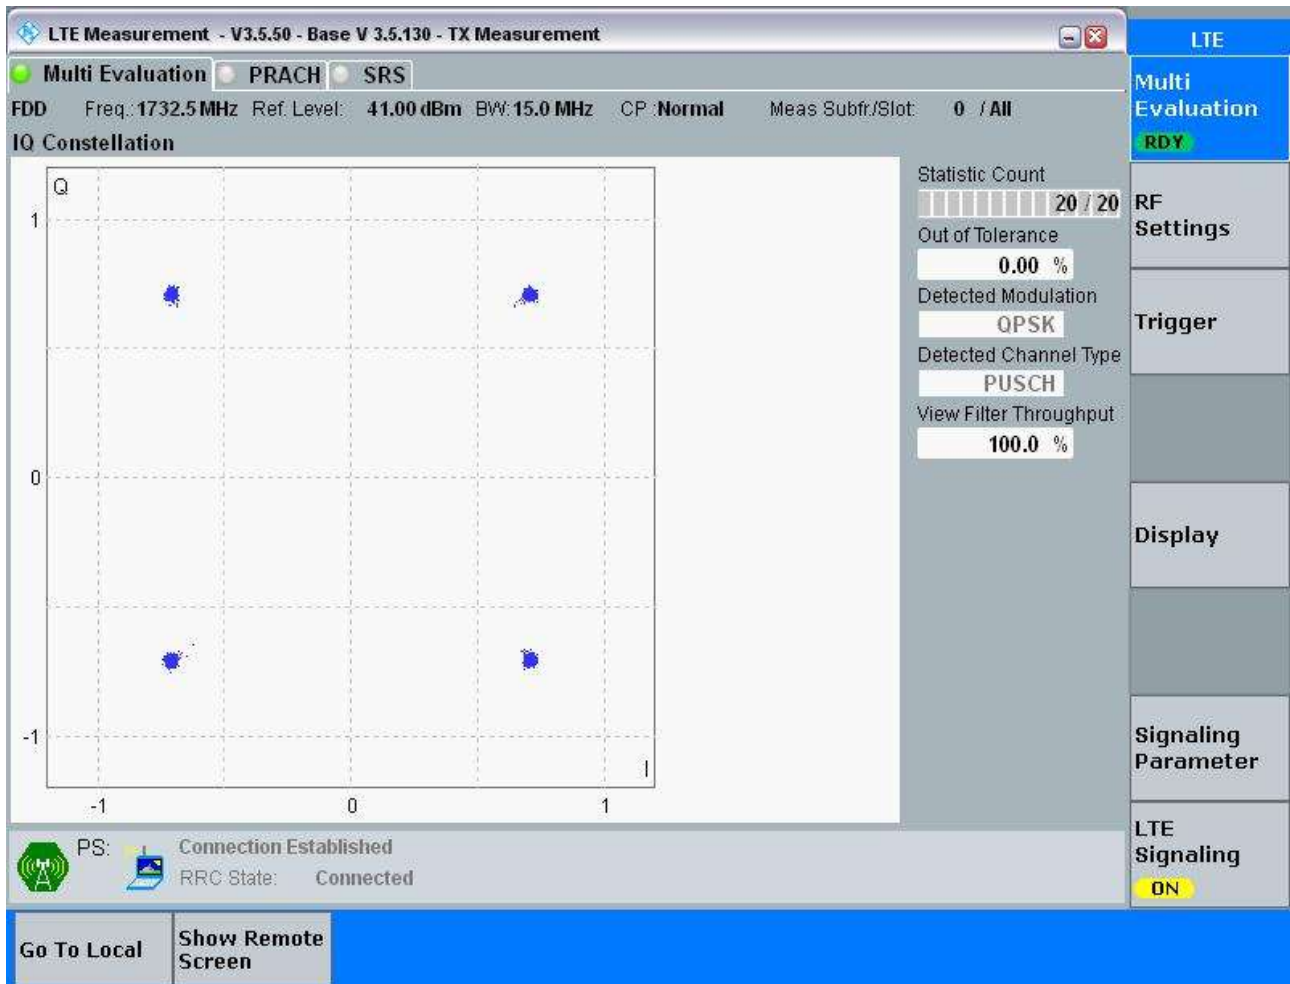 LTE Measurement - V3.5.50 - Base V 3.5.130 - TX Measurement
LTE
Multi Evaluation PRACH SRS
Multi
Evaluation
RDY
FDD Freq.:1732.5 MHz Ref. Level: 41.00 dBm BW:15.0 MHz CP :Normal Meas Subfr./Slot: 0 / All
IQ Constellation
Q
1
0
-1
I
-1 0 1
Statistic Count
20 / 20
Out of Tolerance
0.00 %
Detected Modulation
QPSK
Detected Channel Type
PUSCH
View Filter Throughput
100.0 %
RF
Settings
Trigger
Display
Signaling
Parameter
LTE
Signaling
ON
PS: Connection Established
RRC State: Connected
Go To Local
Show Remote
Screen